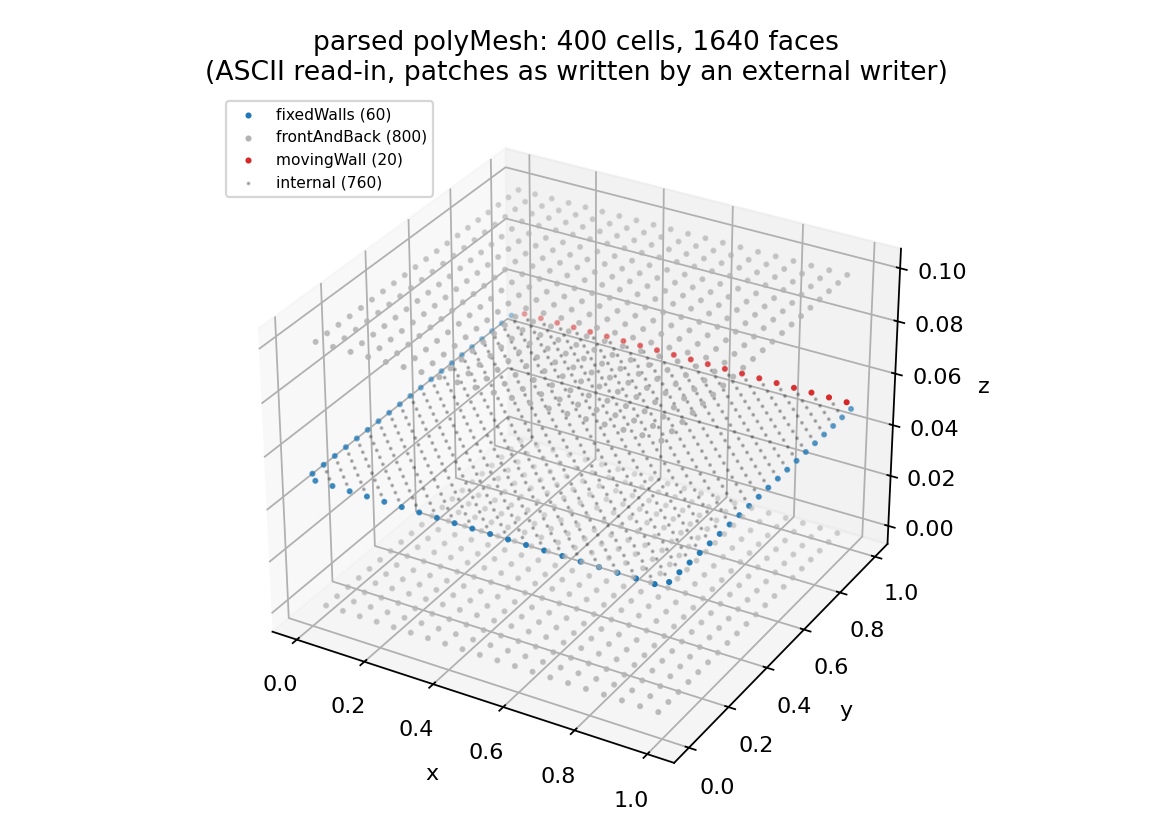 parsed polyMesh: 400 cells, 1640 faces
(ASCII read-in, patches as written by an external writer)
fixedWalls (60)
frontAndBack (800)
movingWall (20)
internal (760)
0.10
0.08
0.06
z
0.04
0.02
0.00
1.0
0.8
0.6
0.4
y
0.2
0.0
0.0
0.2
0.4
0.6
x
0.8
1.0